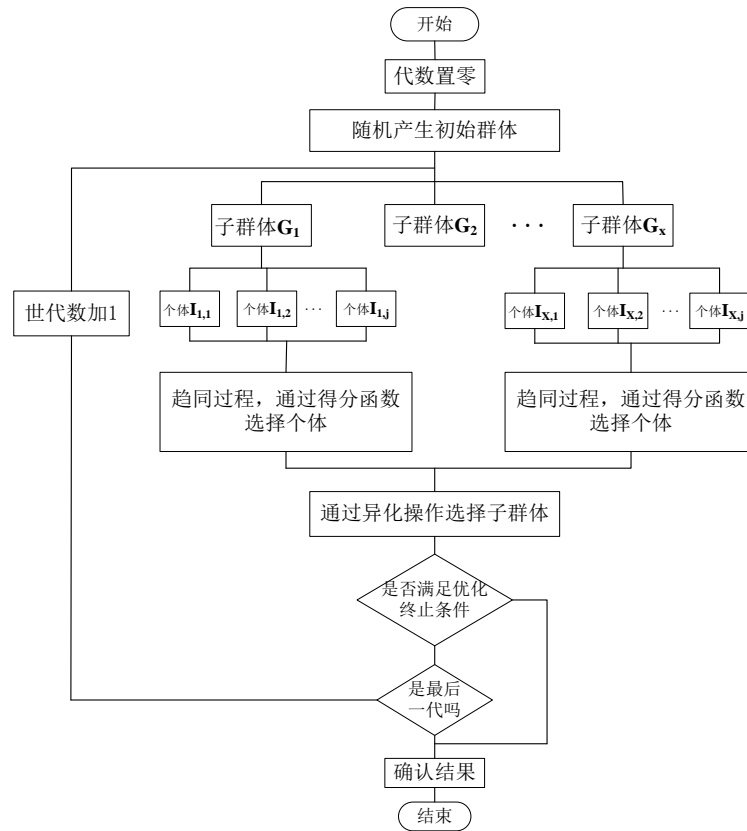 开始
代数置零
随机产生初始群体
子群体G1
子群体G2
···
子群体Gx
世代数加1
个体I1,1
个体I1,2
···
个体I1,j
个体IX,1
个体IX,2
···
个体IX,j
趋同过程，通过得分函数
选择个体
趋同过程，通过得分函数
选择个体
通过异化操作选择子群体
是否满足优化
终止条件
是最后
一代吗
确认结果
结束